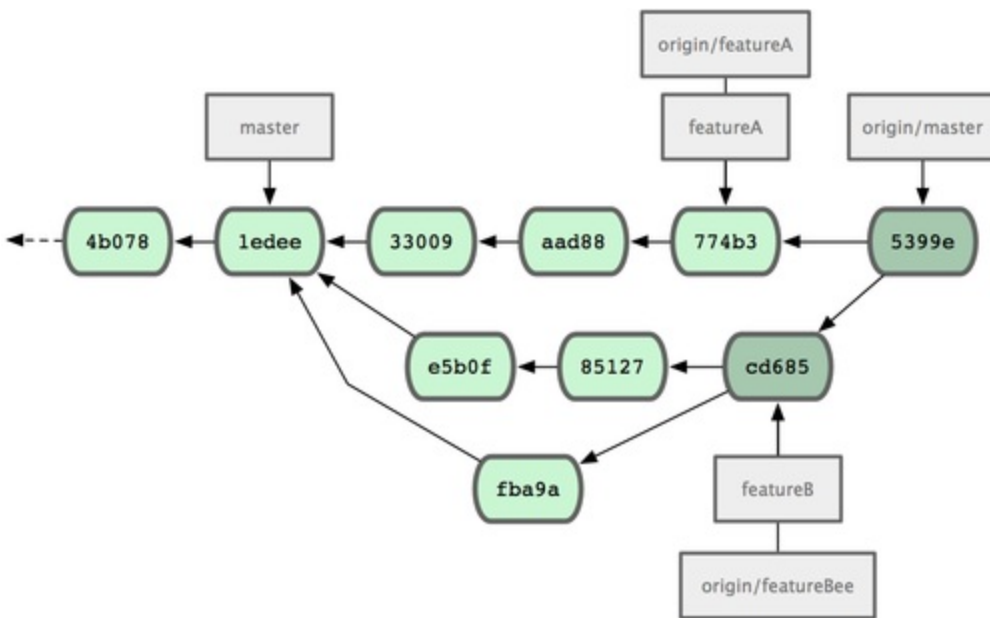 origin/featureA
master
featureA
origin/master
4b078
1edee
33009
aad88
774b3
5399e
e5b0f
85127
cd685
fba9a
featureB
origin/featureBee